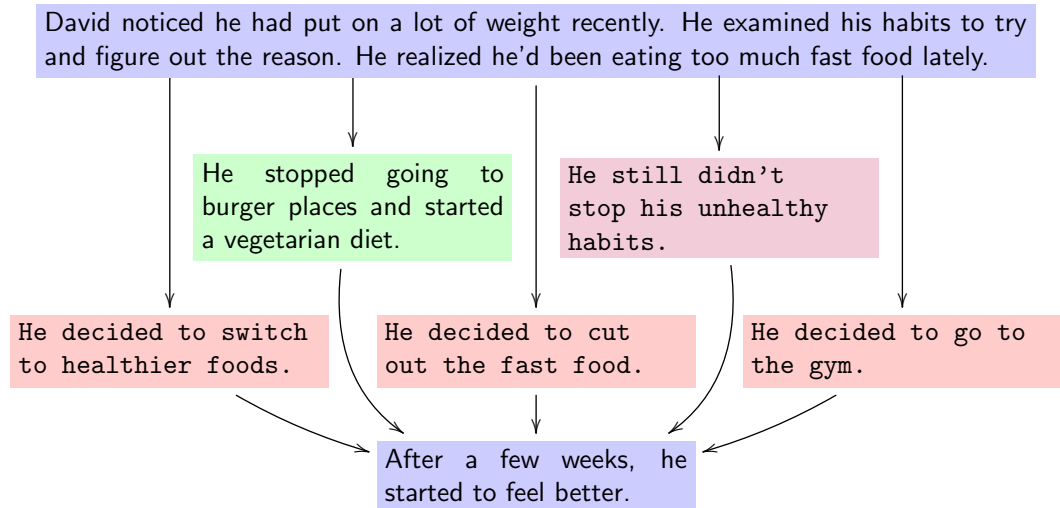 David noticed he had put on a lot of weight recently. He examined his habits to try
and figure out the reason. He realized he'd been eating too much fast food lately.
He stopped going to
burger places and started
a vegetarian diet.
He still didn't
stop his unhealthy
habits.
He decided to switch
to healthier foods.
He decided to cut
out the fast food.
He decided to go to
the gym.
After a few weeks, he
started to feel better.